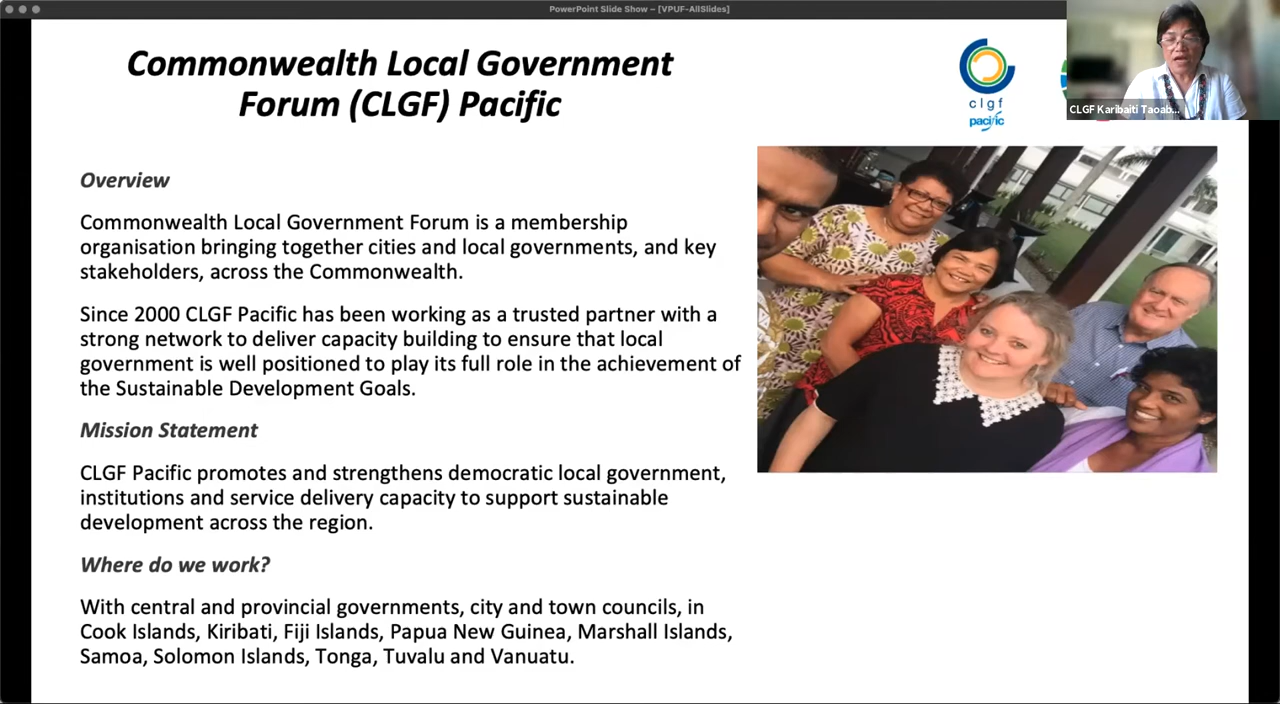 PowerPoint Slide Show – [VPUF-AllSlides]
Commonwealth Local Government
Forum (CLGF) Pacific
clgf
pacific
CLGF Karibaiti Taoab...
Overview
Commonwealth Local Government Forum is a membership
organisation bringing together cities and local governments, and key
stakeholders, across the Commonwealth.
Since 2000 CLGF Pacific has been working as a trusted partner with a
strong network to deliver capacity building to ensure that local
government is well positioned to play its full role in the achievement of
the Sustainable Development Goals.
Mission Statement
CLGF Pacific promotes and strengthens democratic local government,
institutions and service delivery capacity to support sustainable
development across the region.
Where do we work?
With central and provincial governments, city and town councils, in
Cook Islands, Kiribati, Fiji Islands, Papua New Guinea, Marshall Islands,
Samoa, Solomon Islands, Tonga, Tuvalu and Vanuatu.